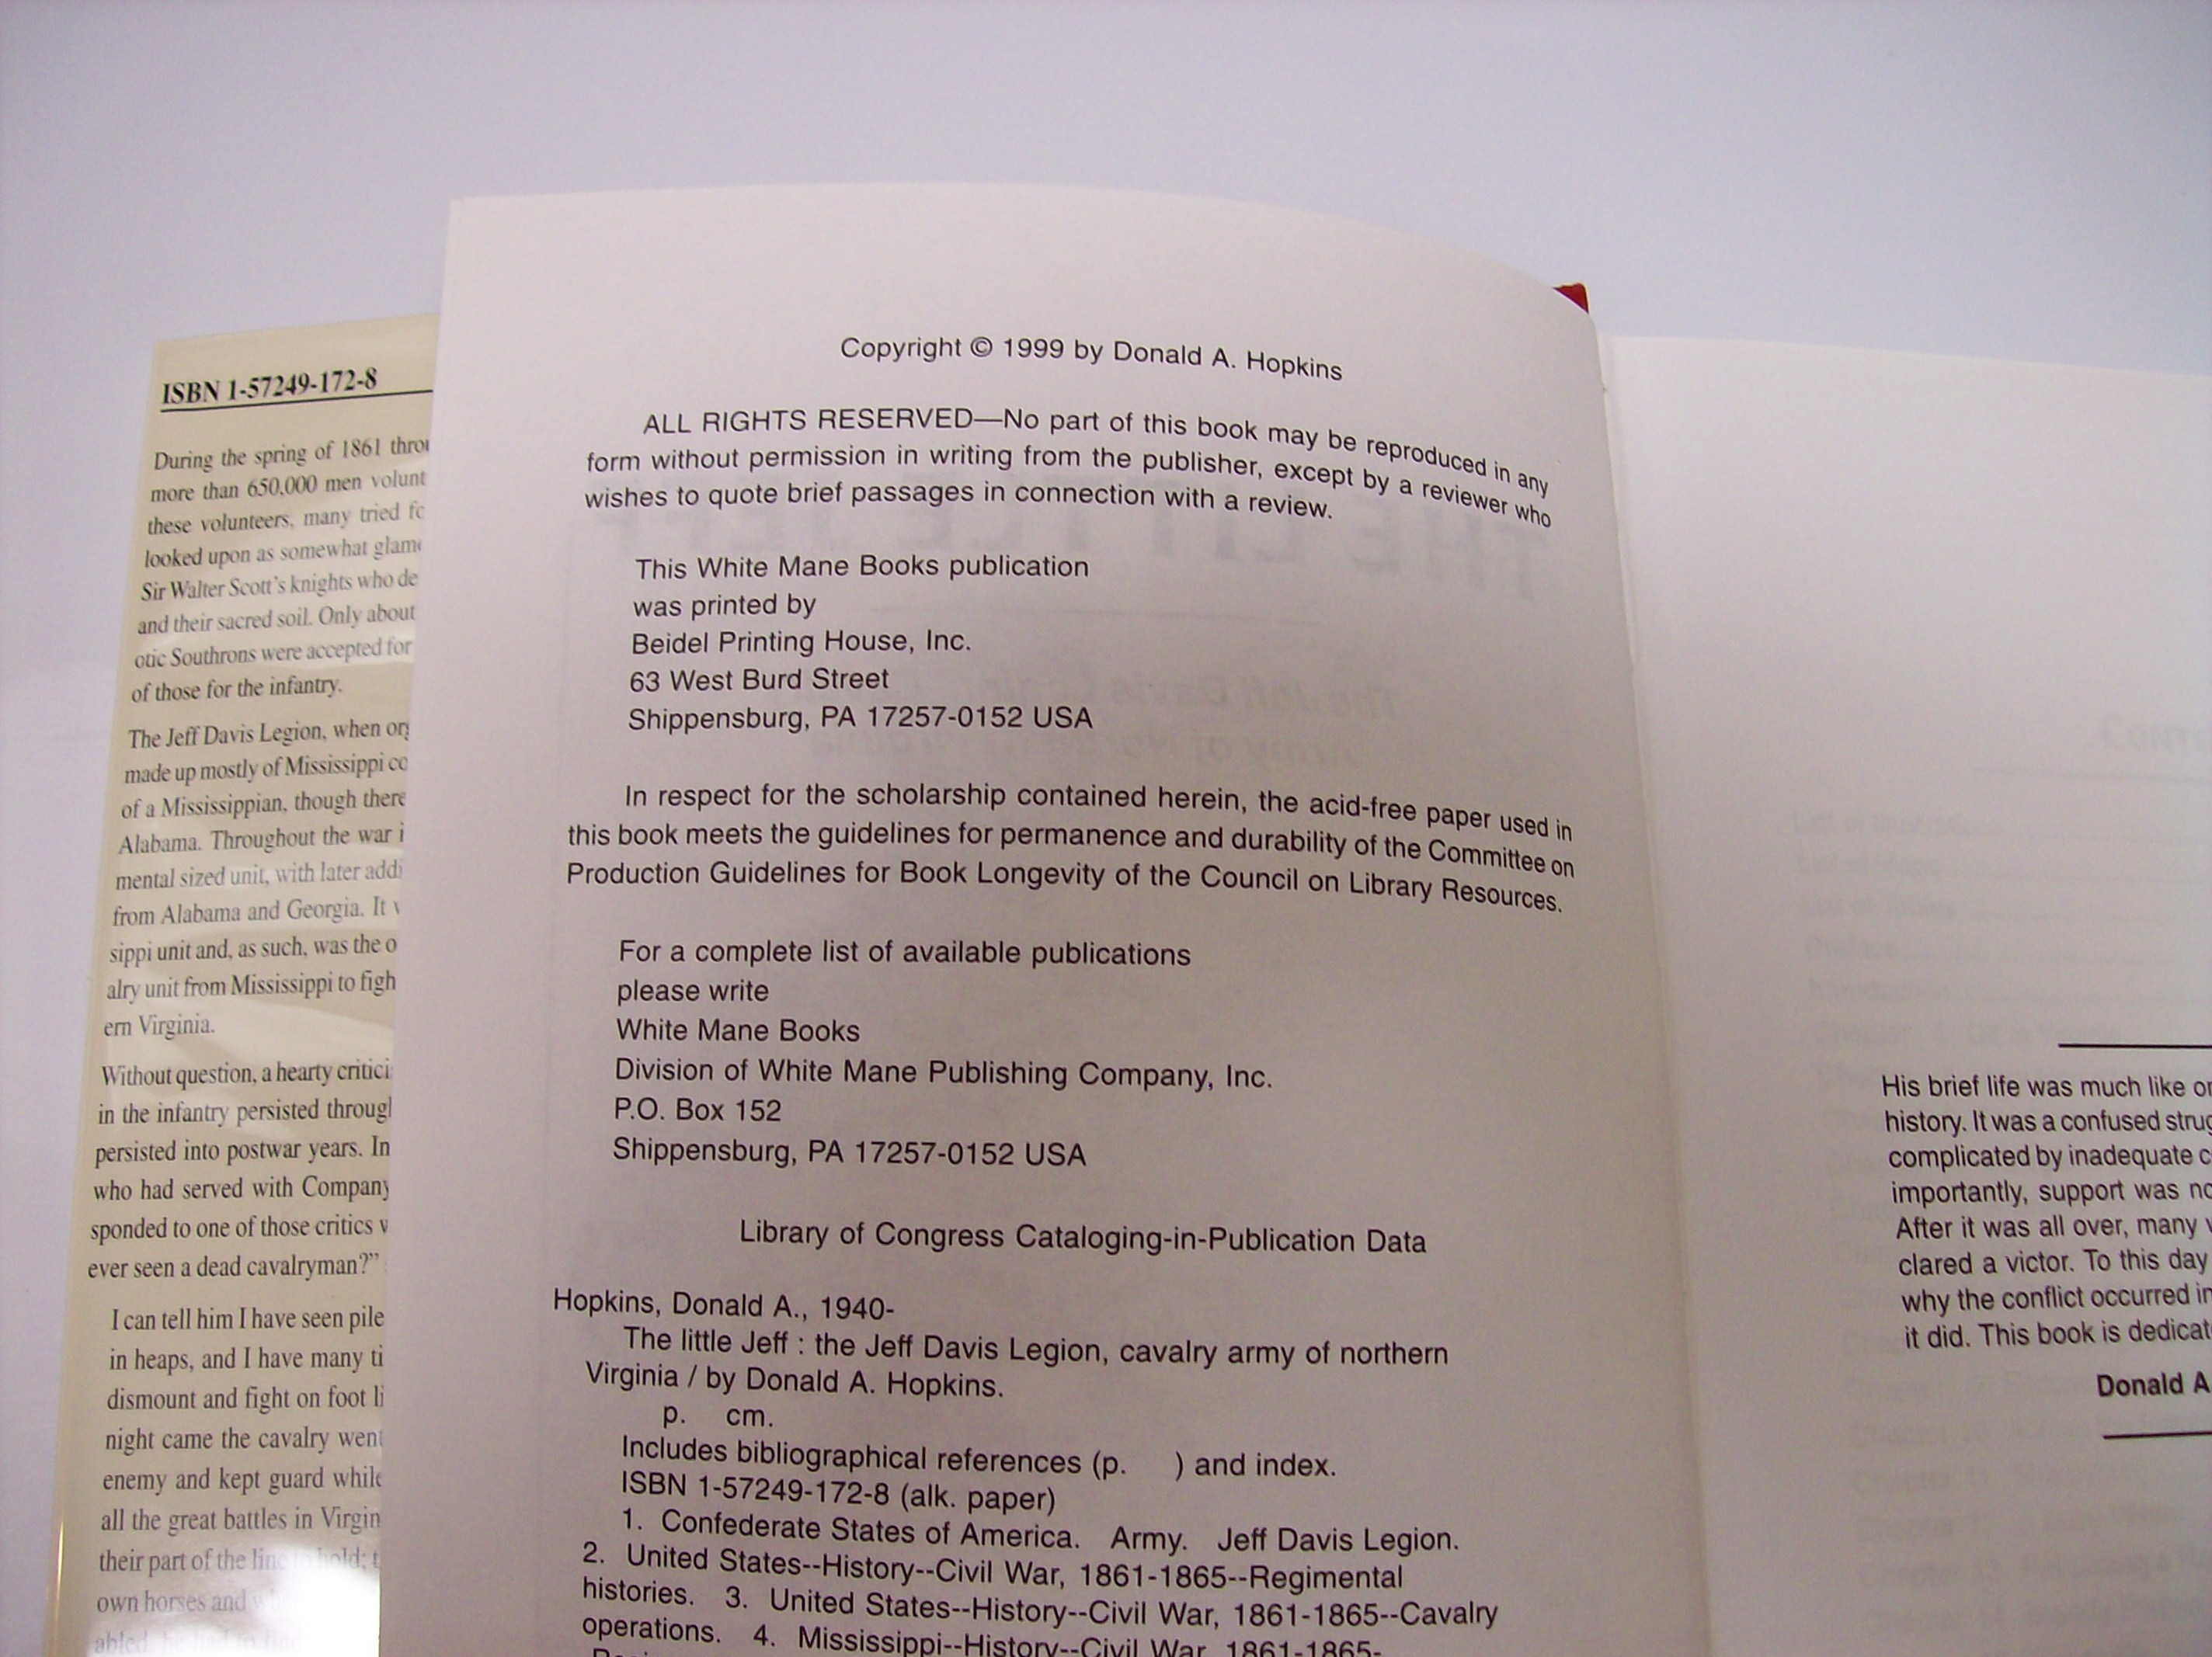 ISBN 1-57249-172-8
During the spring of 1861
more than 650,000 men
these volunteers, many tried
looked upon as somewhat
Sir Walter Scott's knights who
and their sacred soil. Only about
otic Southrons were accepted for
of those for the infantry.
The Jeff Davis Legion, when
made up mostly of Mississippi
of a Mississippian, though there
Alabama. Throughout the war
mental sized unit, with later
from Alabama and Georgia. It
sippi unit and, as such, was the
alry unit from Mississippi to
ern Virginia.
Without question, a hearty
in the infantry persisted
persisted into postwar years. In
who had served with Company
sponded to one of those critics
ever seen a dead cavalryman?"
I can tell him I have seen
in heaps, and I have many
dismount and fight on foot
night came the cavalry went
enemy and kept guard while
all the great battles in
their part of the line to hold;
own horses and
Copyright © 1999 by Donald A. Hopkins
ALL RIGHTS RESERVED—No part of this book may be reproduced in any
form without permission in writing from the publisher, except by a reviewer who
wishes to quote brief passages in connection with a review.
This White Mane Books publication
was printed by
Beidel Printing House, Inc.
63 West Burd Street
Shippensburg, PA 17257-0152 USA
In respect for the scholarship contained herein, the acid-free paper used in
this book meets the guidelines for permanence and durability of the Committee on
Production Guidelines for Book Longevity of the Council on Library Resources.
For a complete list of available publications
please write
White Mane Books
Division of White Mane Publishing Company, Inc.
P.O. Box 152
Shippensburg, PA 17257-0152 USA
Library of Congress Cataloging-in-Publication Data
Hopkins, Donald A., 1940-
The little Jeff : the Jeff Davis Legion, cavalry army of northern
Virginia / by Donald A. Hopkins.
p. cm.
Includes bibliographical references (p. ) and index.
ISBN 1-57249-172-8 (alk. paper)
1. Confederate States of America. Army. Jeff Davis Legion.
2. United States--History--Civil War, 1861-1865--Regimental
histories. 3. United States--History--Civil War, 1861-1865--Cavalry
operations. 4. Mississippi--History--Civil War, 1861-1865-
His brief life was much like
history. It was a confused
complicated by inadequate
importantly, support was
After it was all over, many
clared a victor. To this day
why the conflict occurred
it did. This book is
Donald A